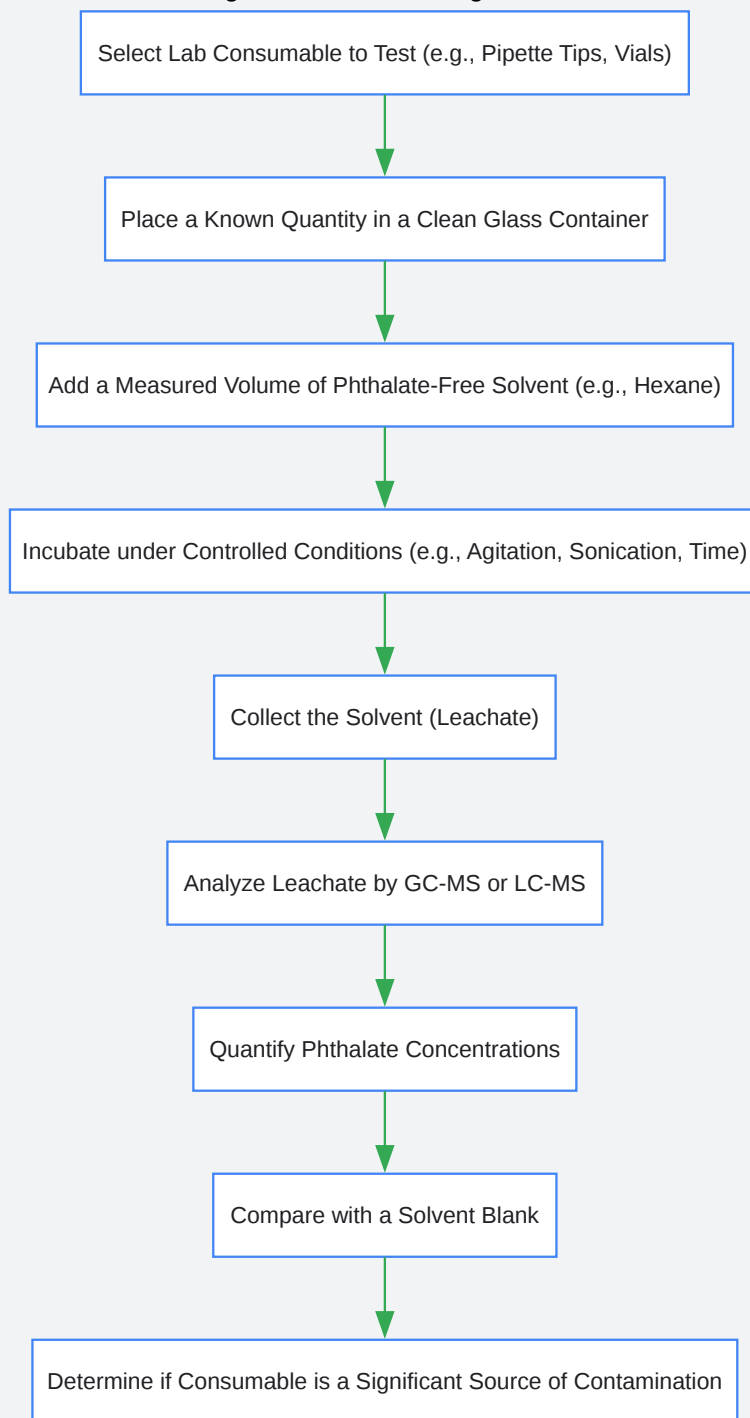 Select Lab Consumable to Test (e.g., Pipette Tips, Vials)
Place a Known Quantity in a Clean Glass Container
Add a Measured Volume of Phthalate-Free Solvent (e.g., Hexane)
Incubate under Controlled Conditions (e.g., Agitation, Sonication, Time)
Collect the Solvent (Leachate)
Analyze Leachate by GC-MS or LC-MS
Quantify Phthalate Concentrations
Compare with a Solvent Blank
Determine if Consumable is a Significant Source of Contamination